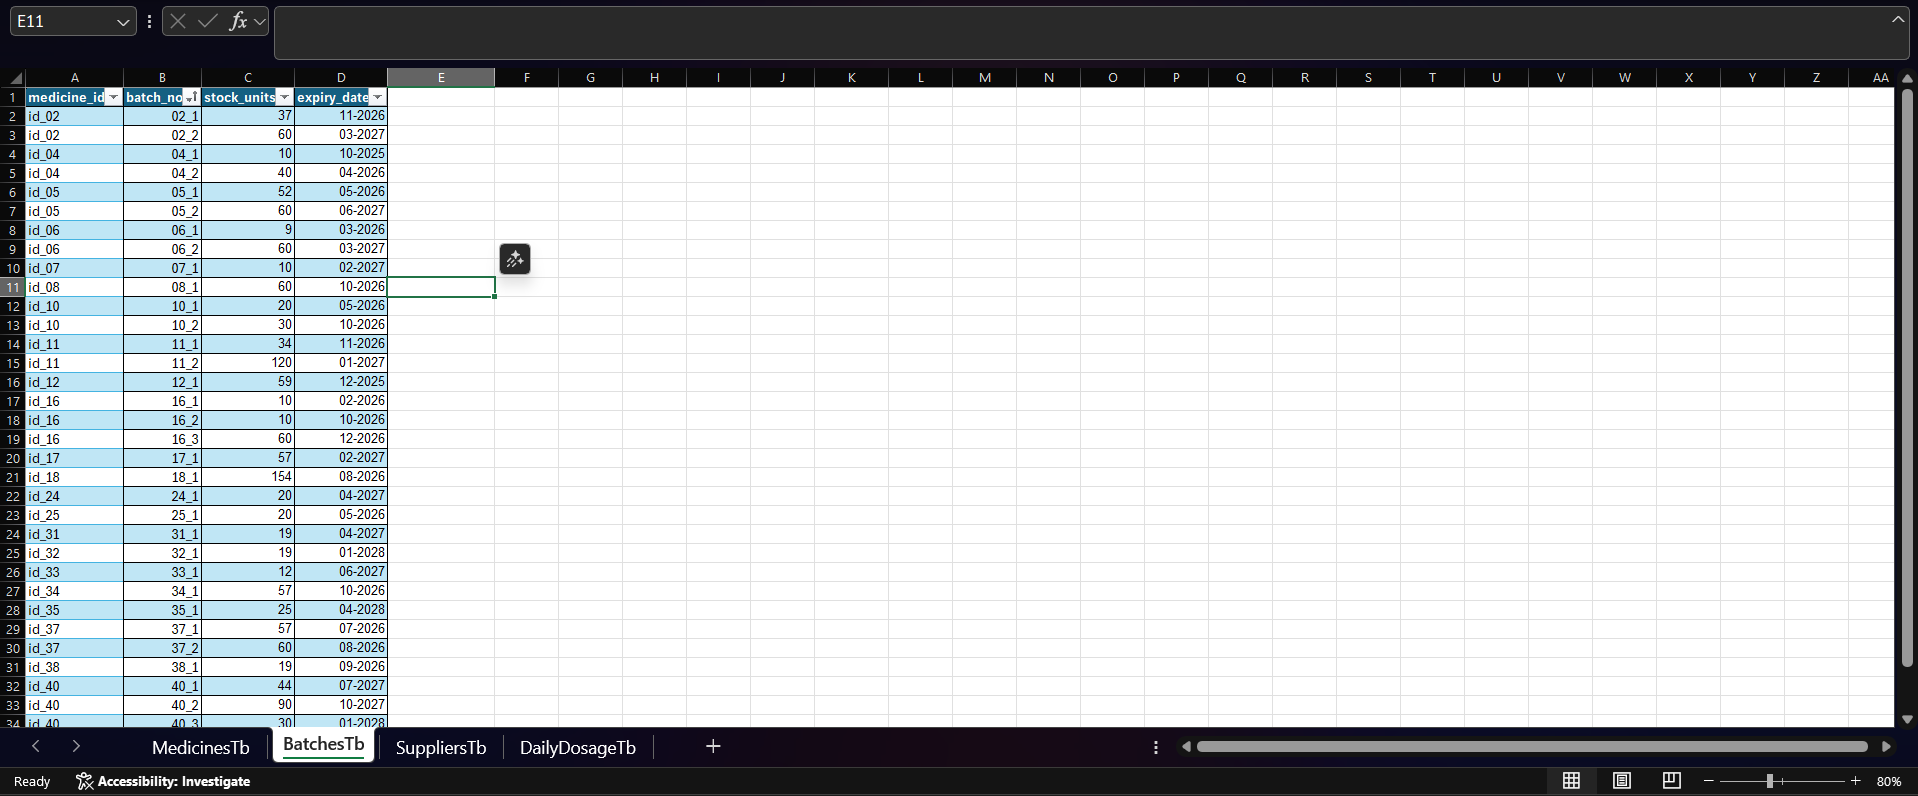 E11
fx
A B C D E F G H I J K L M N O P Q R S T U V W X Y Z AA
1 medicine_id batch_no stock_units expiry_date
2 id_02 02_1 37 11-2026
3 id_02 02_2 60 03-2027
4 id_04 04_1 10 10-2025
5 id_04 04_2 40 04-2026
6 id_05 05_1 52 05-2026
7 id_05 05_2 60 06-2027
8 id_06 06_1 9 03-2026
9 id_06 06_2 60 03-2027
10 id_07 07_1 10 02-2027
11 id_08 08_1 60 10-2026
12 id_10 10_1 20 05-2026
13 id_10 10_2 30 10-2026
14 id_11 11_1 34 11-2026
15 id_11 11_2 120 01-2027
16 id_12 12_1 59 12-2025
17 id_16 16_1 10 02-2026
18 id_16 16_2 10 10-2026
19 id_16 16_3 60 12-2026
20 id_17 17_1 57 02-2027
21 id_18 18_1 154 08-2026
22 id_24 24_1 20 04-2027
23 id_25 25_1 20 05-2026
24 id_31 31_1 19 04-2027
25 id_32 32_1 19 01-2028
26 id_33 33_1 12 06-2027
27 id_34 34_1 57 10-2026
28 id_35 35_1 25 04-2028
29 id_37 37_1 57 07-2026
30 id_37 37_2 60 08-2026
31 id_38 38_1 19 09-2026
32 id_40 40_1 44 07-2027
33 id_40 40_2 90 10-2027
34 id_40 40_3 30 01-2028
MedicinesTb BatchesTb SuppliersTb DailyDosageTb
Ready Accessibility: Investigate 80%